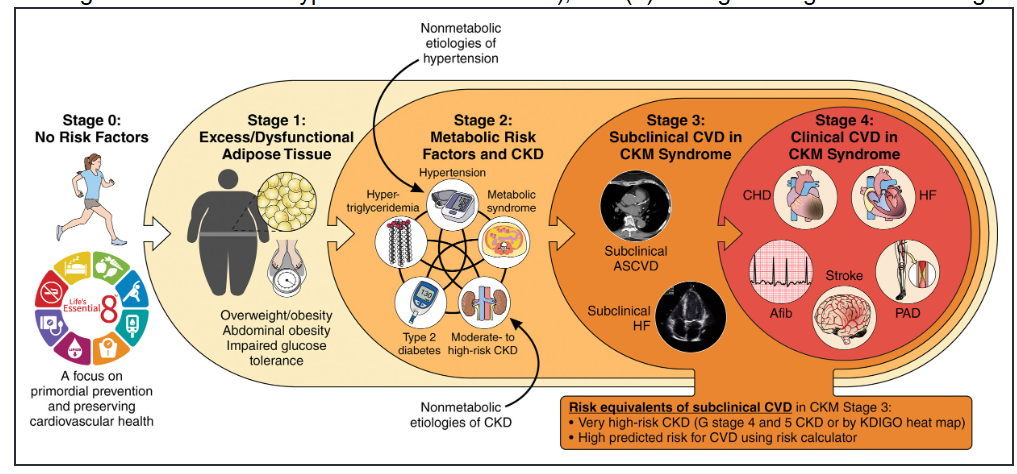 Nonmetabolic
etiologies of
hypertension
Stage 0:
No Risk Factors
Life's
Essential 8
A focus on
primordial prevention
and preserving
cardiovascular health
Stage 1:
Excess/Dysfunctional
Adipose Tissue
Overweight/obesity
Abdominal obesity
Impaired glucose
tolerance
Stage 2:
Metabolic Risk
Factors and CKD
Hypertension
Hyper-
triglyceridemia
Metabolic
syndrome
130
Type 2
diabetes
Moderate- to
high-risk CKD
Nonmetabolic
etiologies of CKD
Stage 3:
Subclinical CVD in
CKM Syndrome
Subclinical
ASCVD
Subclinical
HF
Stage 4:
Clinical CVD in
CKM Syndrome
CHD
HF
Afib
Stroke
PAD
Risk equivalents of subclinical CVD in CKM Stage 3:
• Very high-risk CKD (G stage 4 and 5 CKD or by KDIGO heat map)
• High predicted risk for CVD using risk calculator